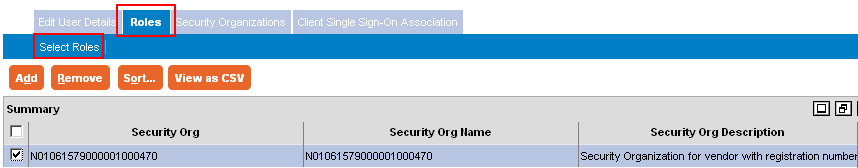 Edit User Details Roles Security Organizations Client Single Sign-On Association
Select Roles
Add Remove Sort... View as CSV
Summary
Security Org Security Org Name Security Org Description
N01061579000001000470 N01061579000001000470 Security Organization for vendor with registration number